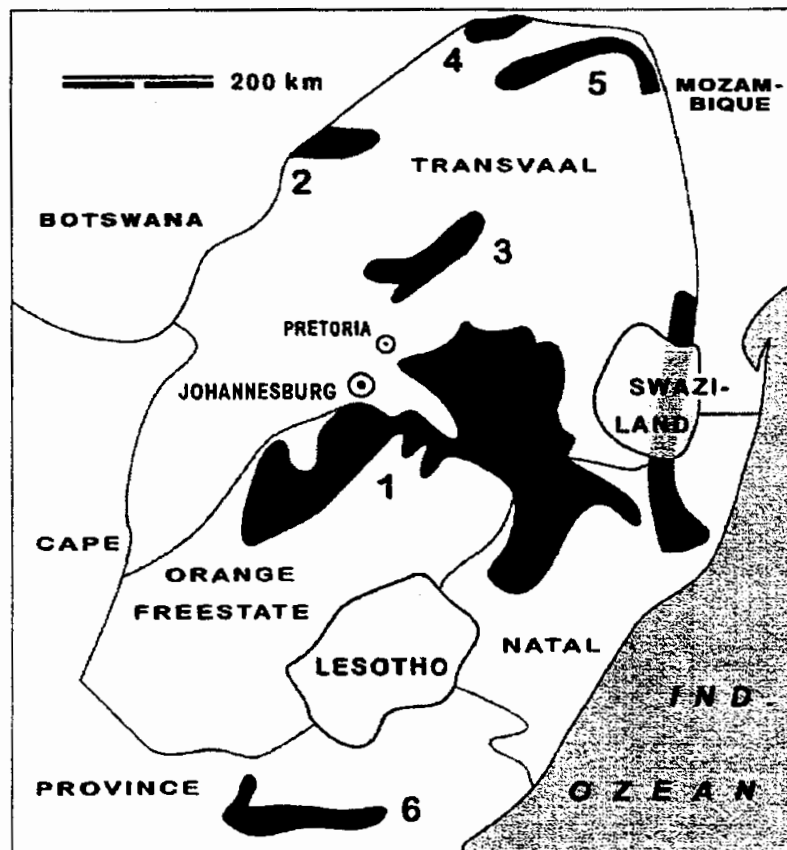 4
200 km
5
MOZAM-
BIQUE
2
TRANSVAAL
BOTSWANA
3
PRETORIA
JOHANNESBURG
SWAZI-
LAND
1
CAPE
ORANGE
FREESTATE
LESOTHO
NATAL
IND.
OZEAN
PROVINCE
6